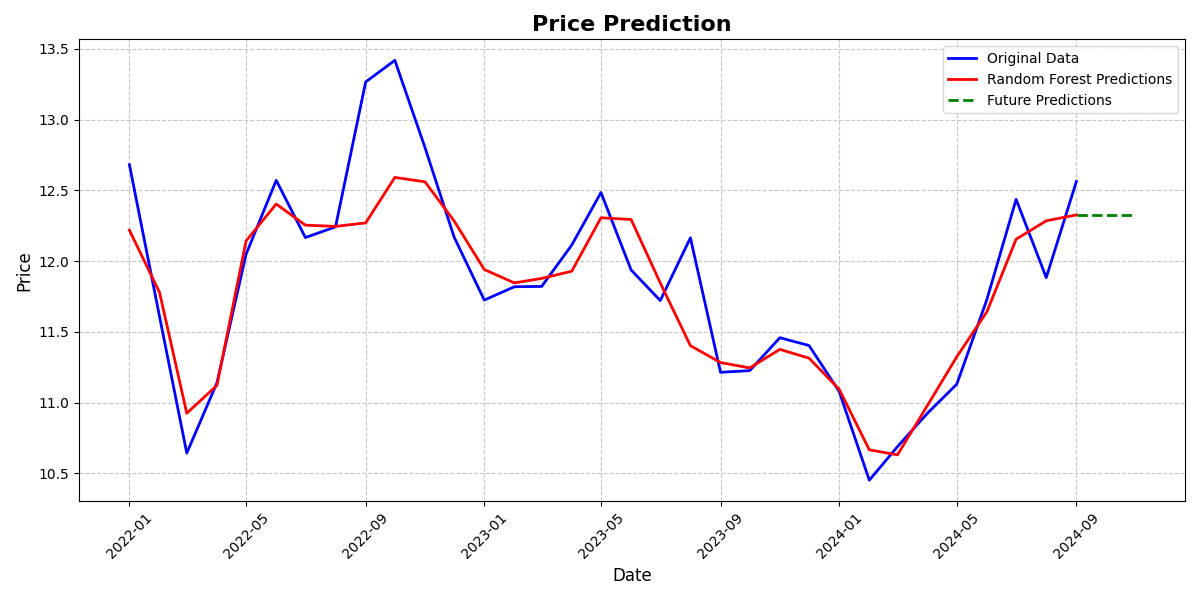 Price Prediction
Original Data
Random Forest Predictions
Future Predictions
Price
13.5
13.0
12.5
12.0
11.5
11.0
10.5
2022-01
2022-05
2022-09
2023-01
2023-05
2023-09
2024-01
2024-05
2024-09
Date